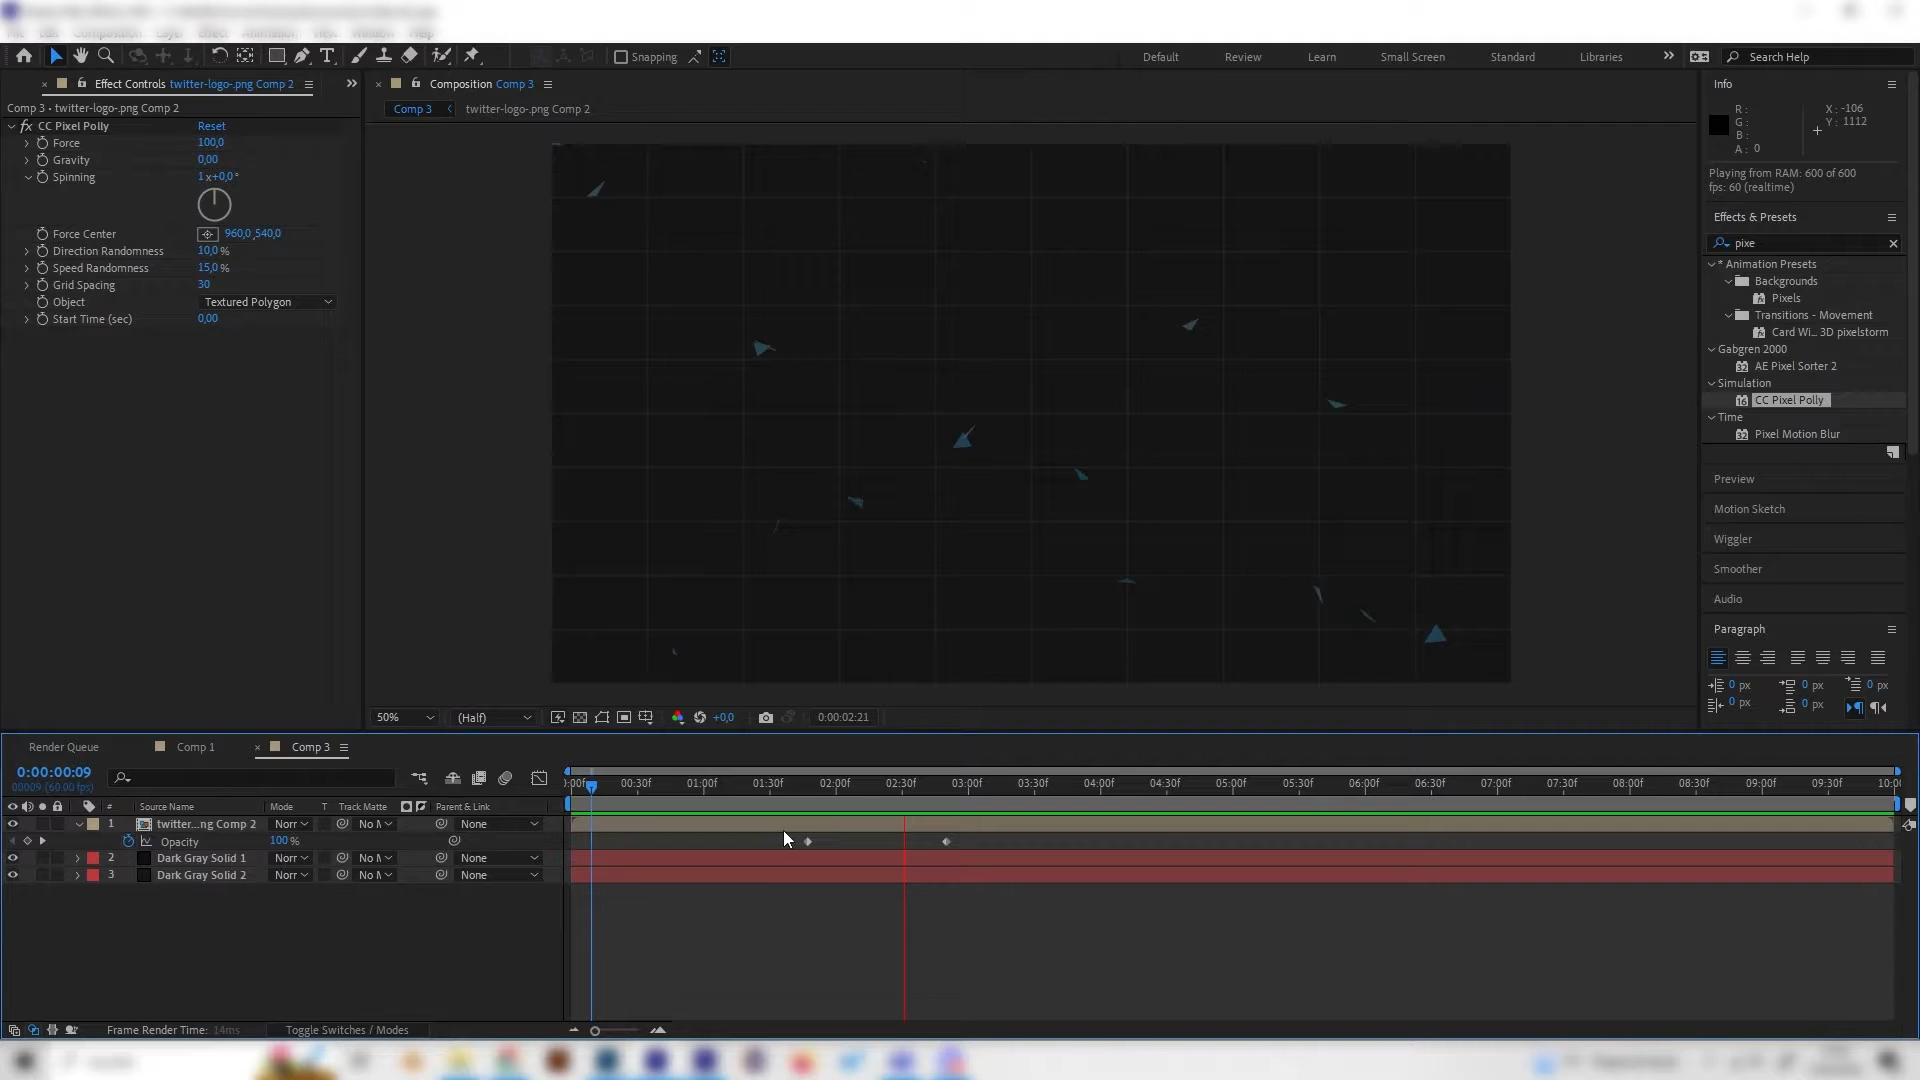 Snapping
Default
Review
Learn
Small Screen
Standard
Libraries
Search Help
Effect Controls twitter-logo-.png Comp 2
Composition Comp 3
Info
Comp 3 • twitter-logo-.png Comp 2
Comp 3
twitter-logo-.png Comp 2
CC Pixel Polly
Reset
Force
100,0
Gravity
0,00
Spinning
1x+0,0°
Force Center
960,0 ,540,0
Direction Randomness
10,0 %
Speed Randomness
15,0 %
Grid Spacing
30
Object
Textured Polygon
Start Time (sec)
0,00
R :
G :
B :
A : 0
X : -106
Y : 1112
Playing from RAM: 600 of 600
fps: 60 (realtime)
Effects & Presets
pixe
* Animation Presets
Backgrounds
Pixels
Transitions - Movement
Card Wi... 3D pixelstorm
Gabgren 2000
AE Pixel Sorter 2
Simulation
CC Pixel Polly
Time
Pixel Motion Blur
Preview
Motion Sketch
Wiggler
Smoother
Audio
Paragraph
0 px
0 px
0 px
0 px
0 px
50%
(Half)
+0,0
0:00:02:21
Render Queue
Comp 1
Comp 3
0:00:00:09
00009 (60.00 fps)
00:30f
01:00f
01:30f
02:00f
02:30f
03:00f
03:30f
04:00f
04:30f
05:00f
05:30f
06:00f
06:30f
07:00f
07:30f
08:00f
08:30f
09:00f
09:30f
#
Source Name
Mode
T
Track Matte
Parent & Link
1
twitter...ng Comp 2
None
Opacity
100 %
2
Dark Gray Solid 1
None
3
Dark Gray Solid 2
None
Frame Render Time: 14ms
Toggle Switches / Modes